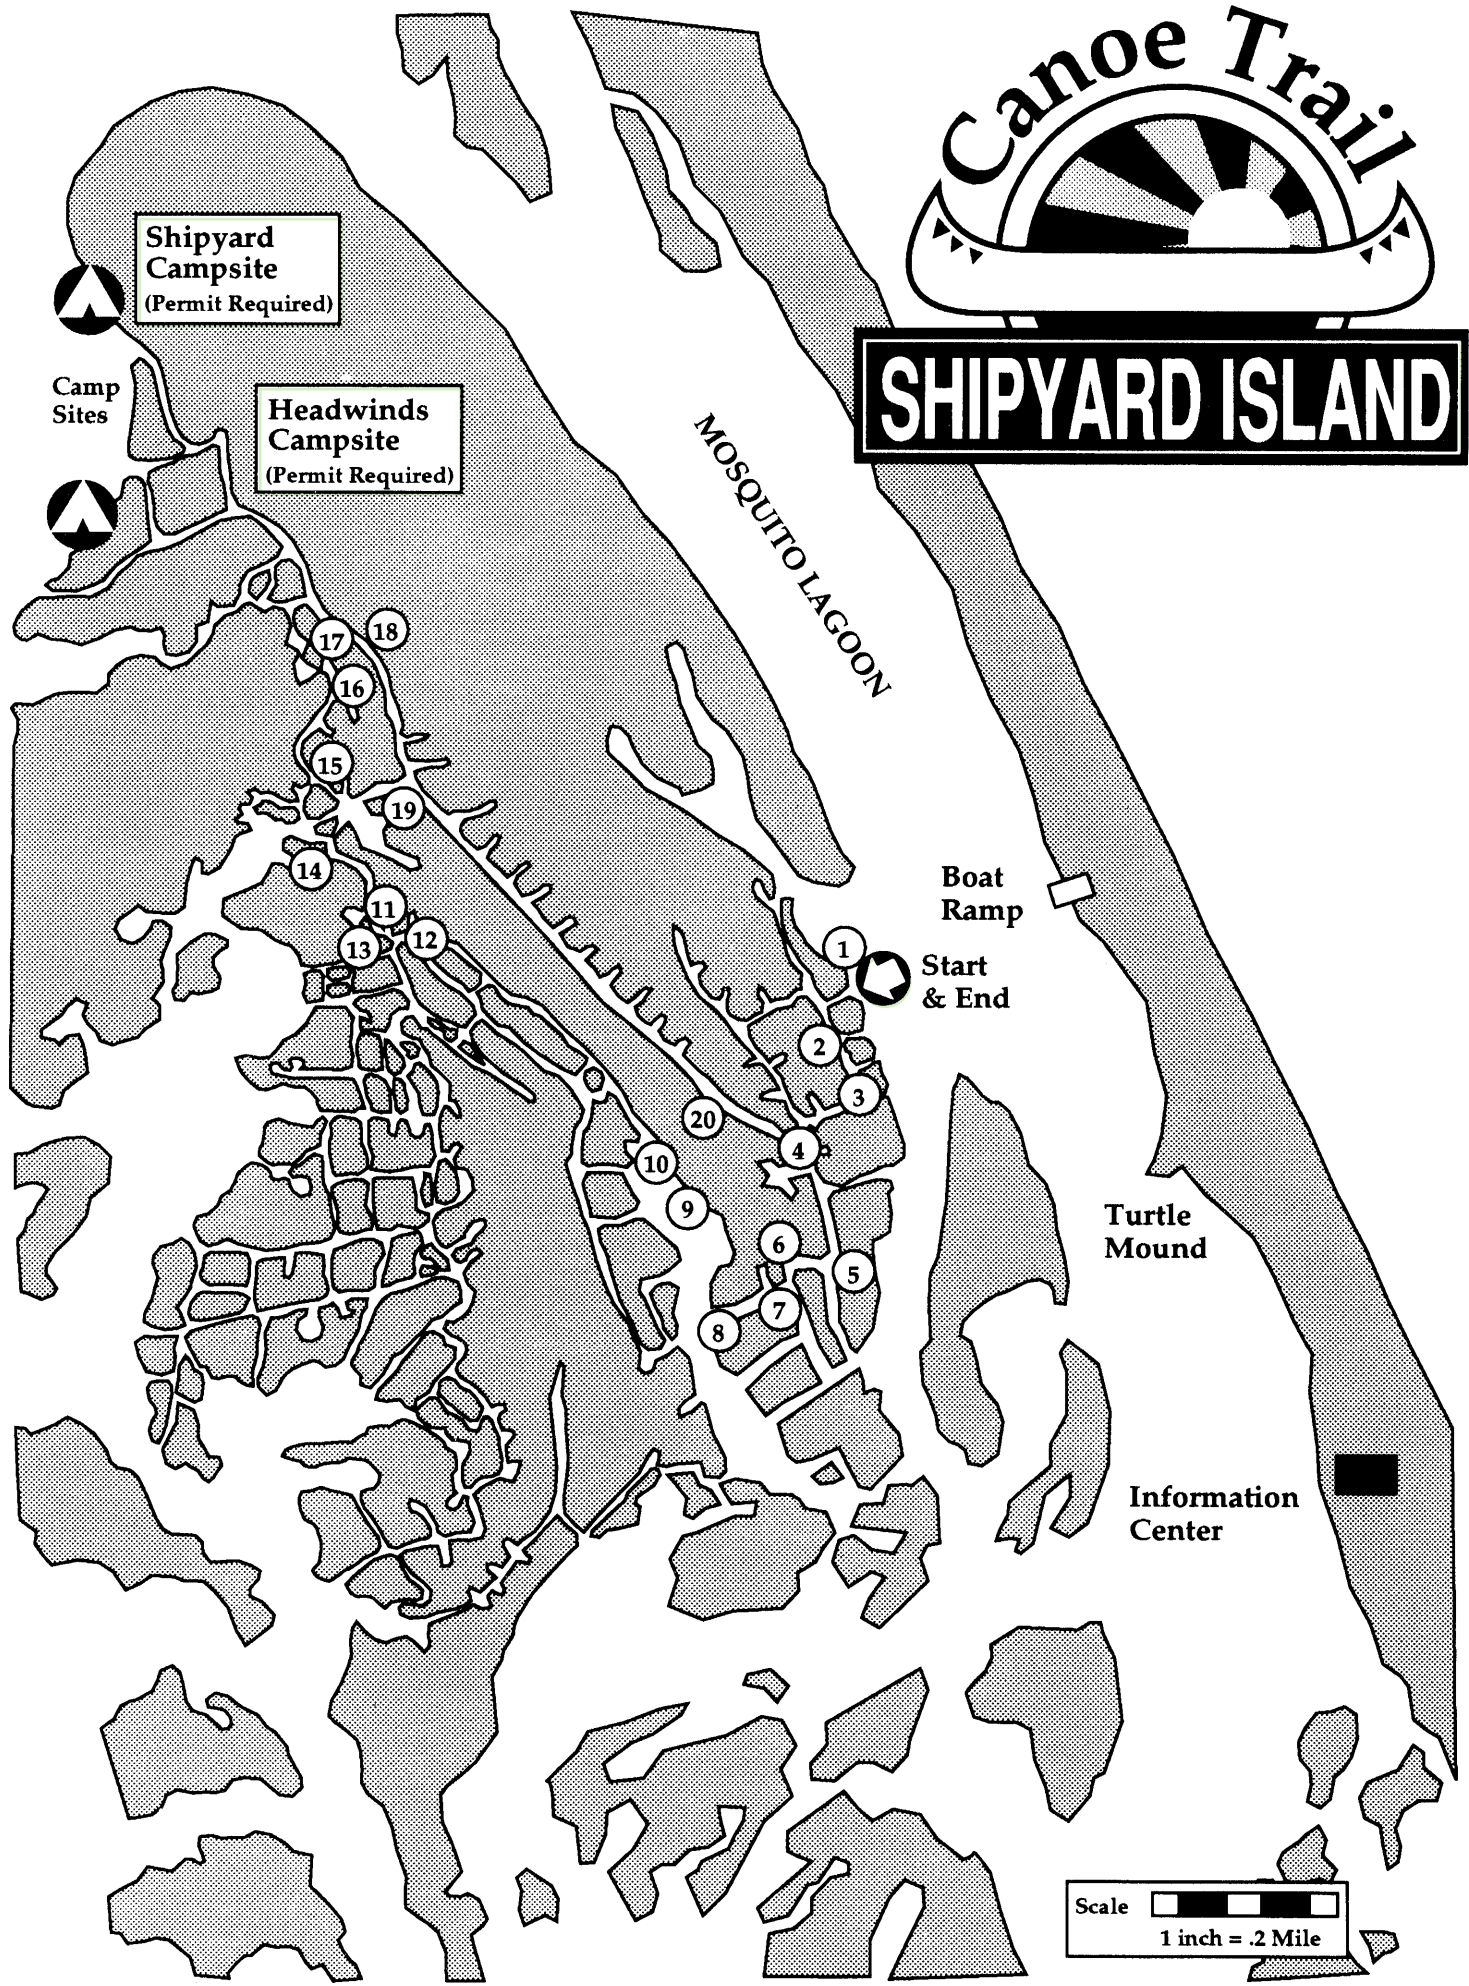 Canoe Trail
SHIPYARD ISLAND
Shipyard
Campsite
(Permit Required)
Camp
Sites
Headwinds
Campsite
(Permit Required)
MOSQUITO LAGOON
17
18
16
15
19
14
11
12
13
Boat
Ramp
1
Start
& End
2
3
20
4
10
9
6
5
7
8
Turtle
Mound
Information
Center
Scale
1 inch = .2 Mile